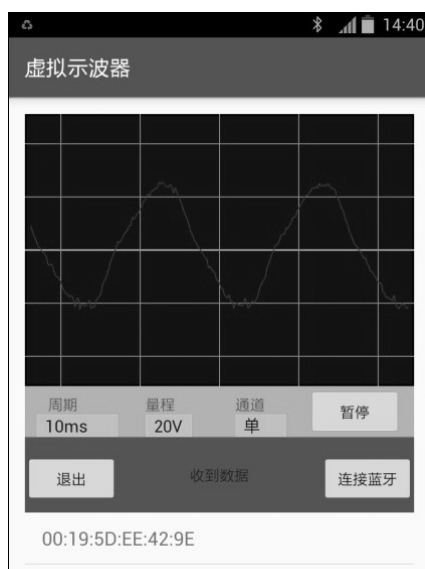 14:40
虚拟示波器
周期 量程 通道
10ms 20V 单 暂停
退出 收到数据 连接蓝牙
00:19:5D:EE:42:9E